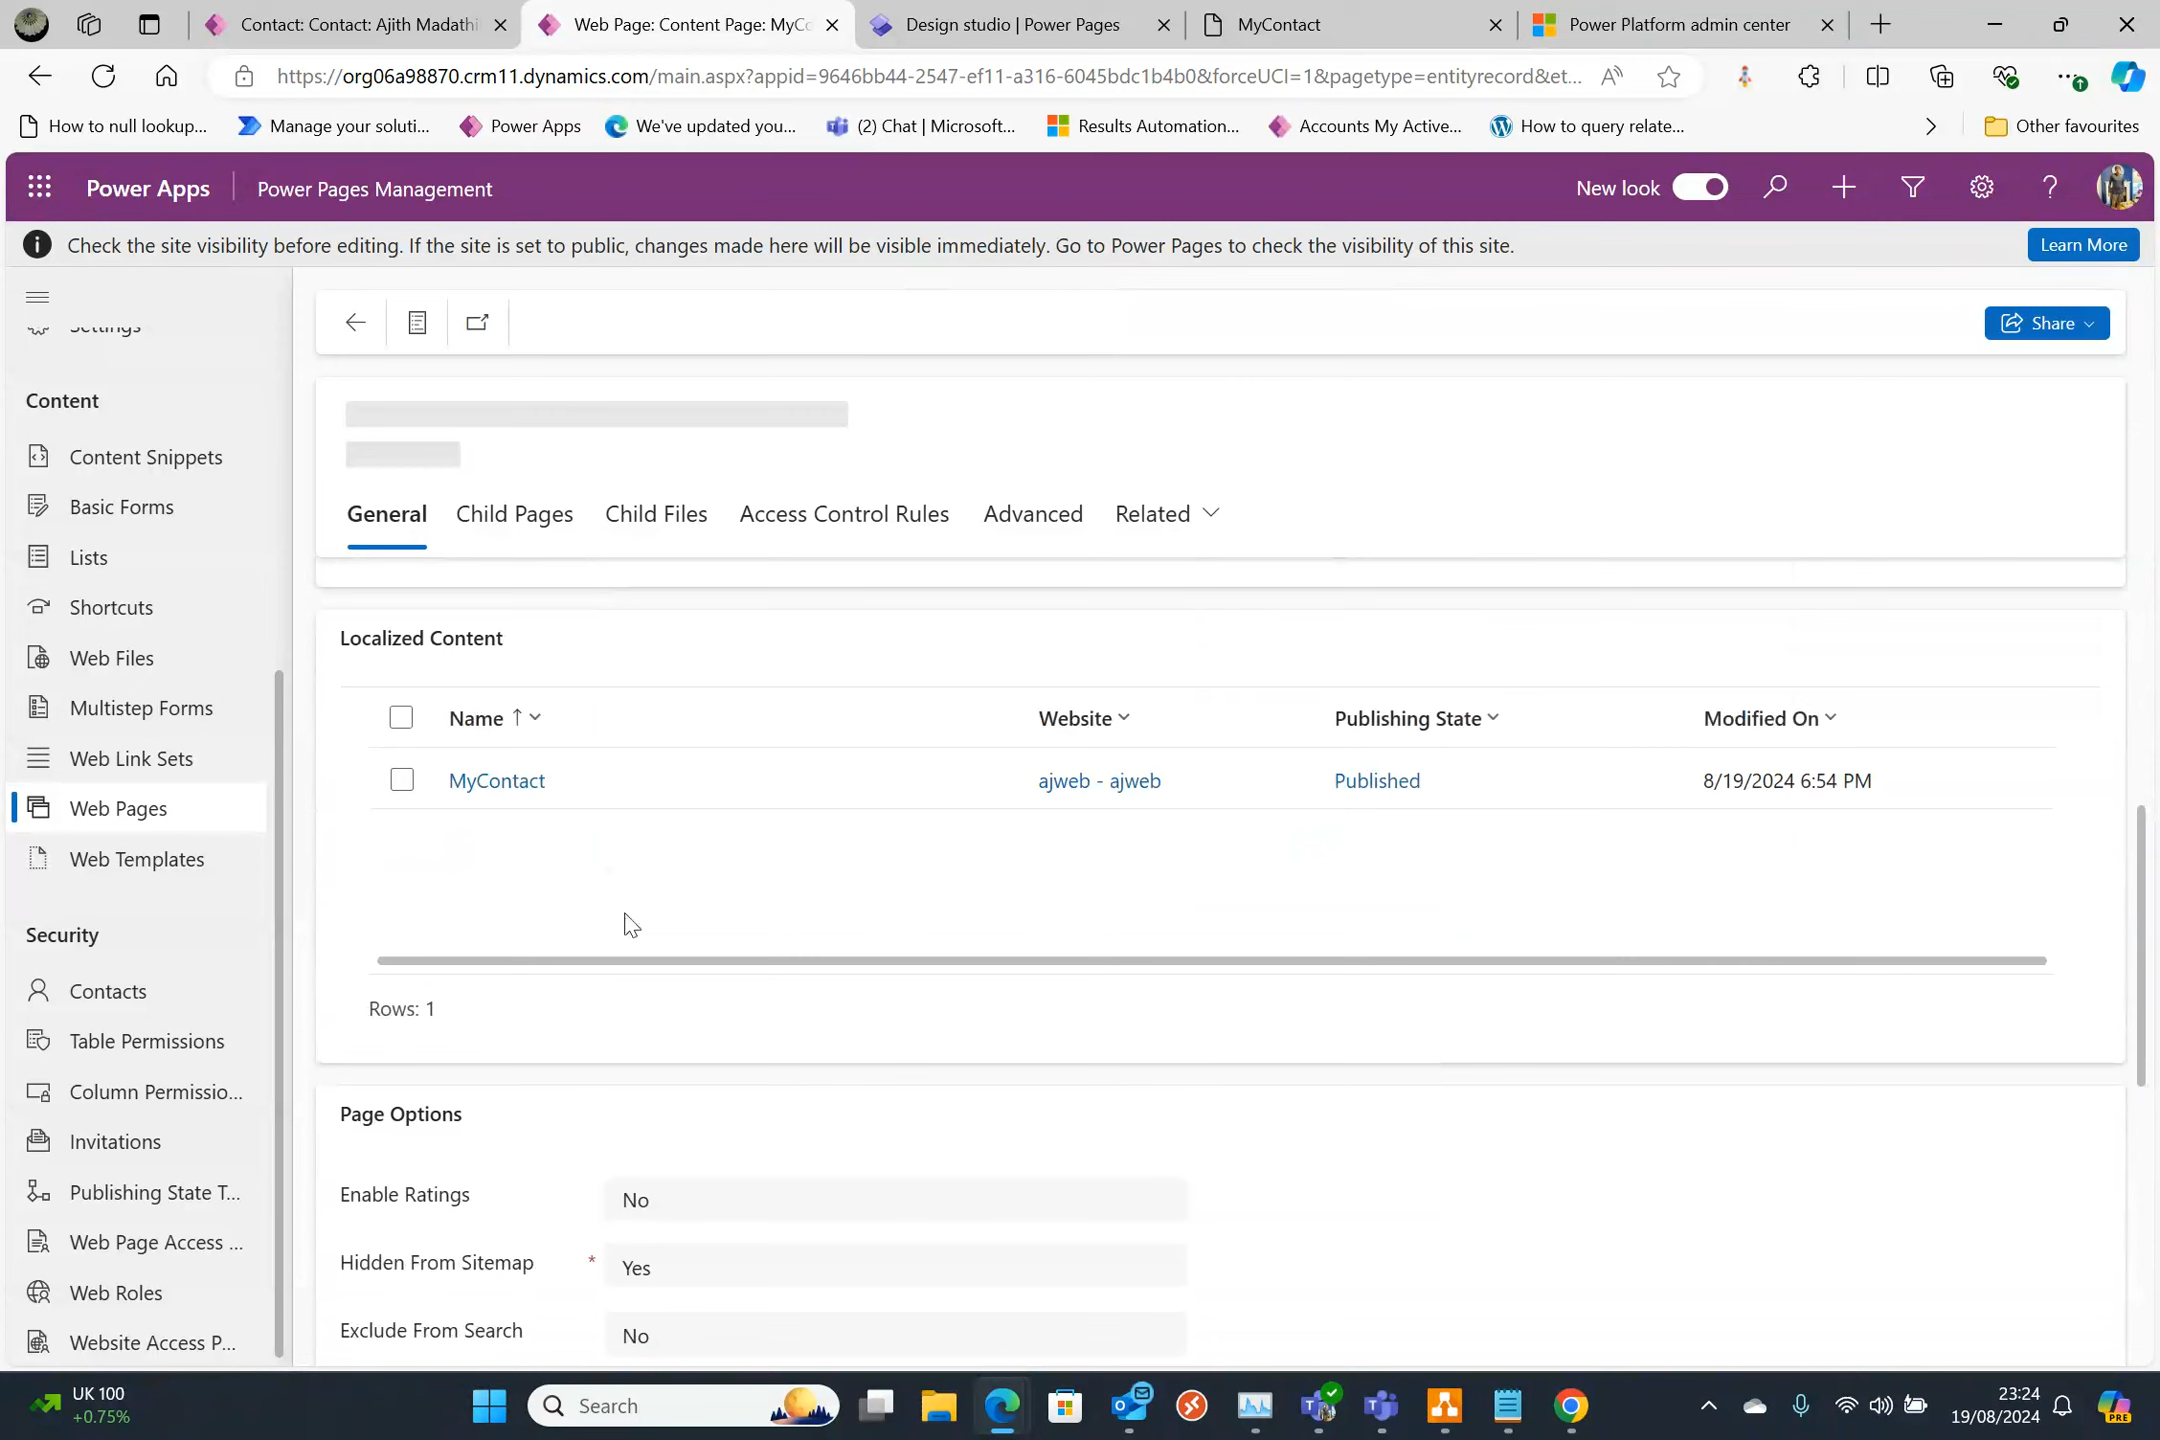 Contact: Contact: Ajith Madathi
Web Page: Content Page: MyCo
Design studio | Power Pages
MyContact
Power Platform admin center
https://org06a98870.crm11.dynamics.com/main.aspx?appid=9646bb44-2547-ef11-a316-6045bdc1b4b0&forceUCI=1&pagetype=entityrecord&et...
How to null lookup...
Manage your soluti...
Power Apps
We've updated you...
(2) Chat | Microsoft...
Results Automation...
Accounts My Active...
How to query relate...
Other favourites
Power Apps
Power Pages Management
New look
Check the site visibility before editing. If the site is set to public, changes made here will be visible immediately. Go to Power Pages to check the visibility of this site.
Learn More
Settings
Content
Content Snippets
Basic Forms
Lists
Shortcuts
Web Files
Multistep Forms
Web Link Sets
Web Pages
Web Templates
Security
Contacts
Table Permissions
Column Permissio...
Invitations
Publishing State T...
Web Page Access ...
Web Roles
Website Access P...
Share
General
Child Pages
Child Files
Access Control Rules
Advanced
Related
Localized Content
Name
Website
Publishing State
Modified On
MyContact
ajweb - ajweb
Published
8/19/2024 6:54 PM
Rows: 1
Page Options
Enable Ratings
No
Hidden From Sitemap *
Yes
Exclude From Search
No
UK 100
+0.75%
Search
23:24
19/08/2024
PRE